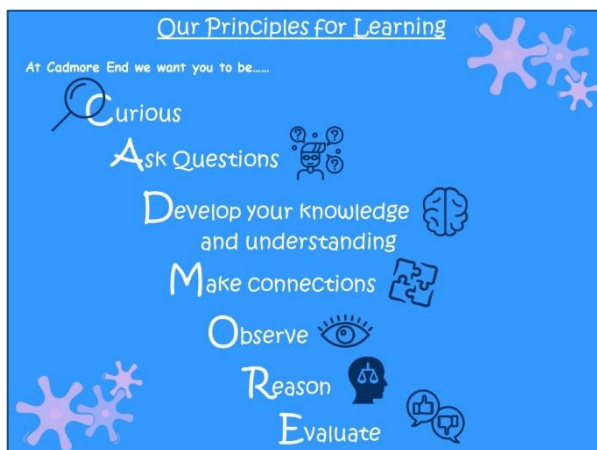 Our Principles for Learning
At Cadmore End we want you to be......
Curious
Ask Questions
Develop your knowledge
and understanding
Make connections
Observe
Reason
Evaluate